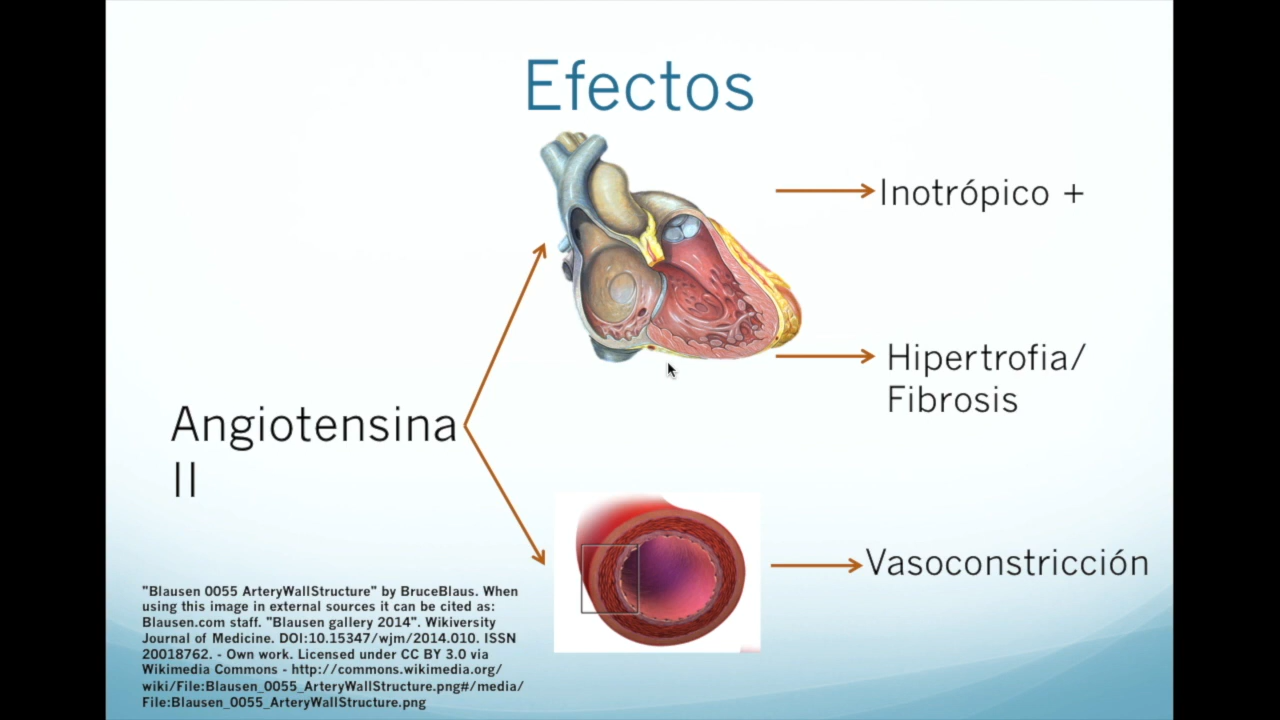 Efectos
Inotrópico +
Hipertrofia/
Fibrosis
Angiotensina
II
Vasoconstricción
"Blausen 0055 ArteryWallStructure" by BruceBlaus. When
using this image in external sources it can be cited as:
Blausen.com staff. "Blausen gallery 2014". Wikiversity
Journal of Medicine. DOI:10.15347/wjm/2014.010. ISSN
20018762. - Own work. Licensed under CC BY 3.0 via
Wikimedia Commons - http://commons.wikimedia.org/
wiki/File:Blausen_0055_ArteryWallStructure.png#/media/
File:Blausen_0055_ArteryWallStructure.png